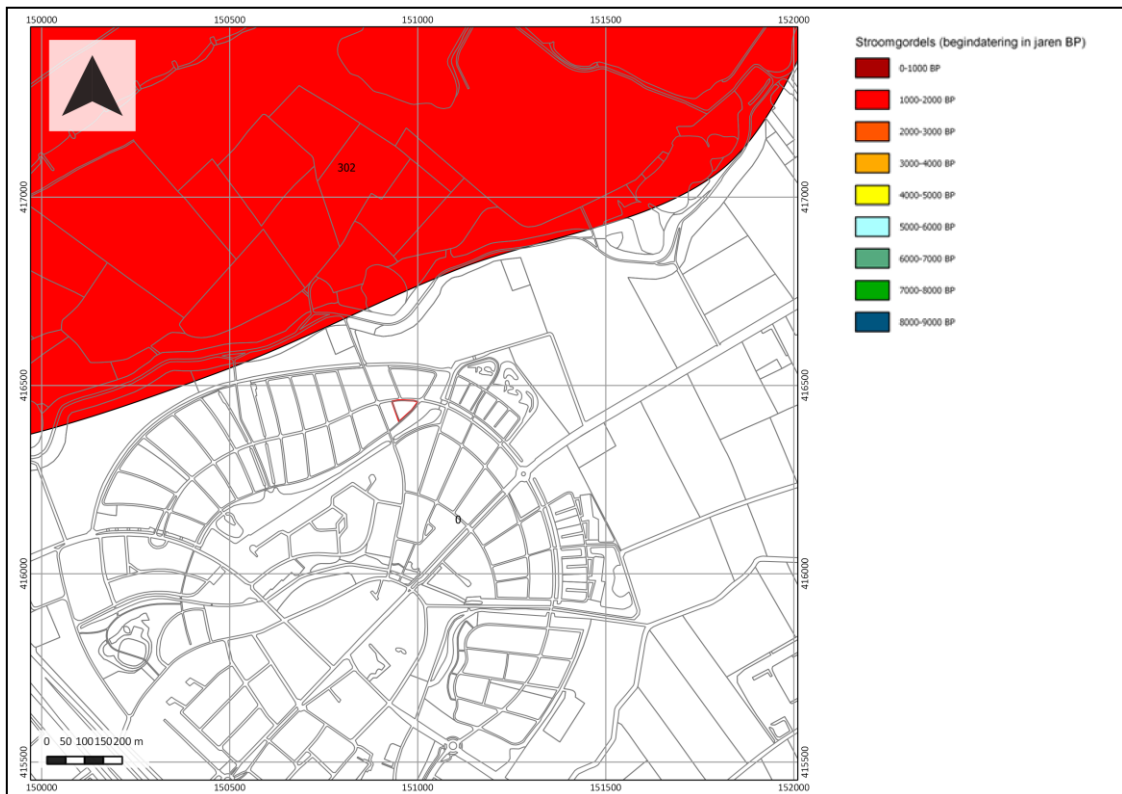 150000 150500 151000 151500 152000
Stroomgordels (begindatering in jaren BP)
0-1000 BP
1000-2000 BP
2000-3000 BP
3000-4000 BP
4000-5000 BP
5000-6000 BP
6000-7000 BP
7000-8000 BP
8000-9000 BP
302
417000 417000
416500 416500
0
416000 416000
0 50 100 150 200 m
415500 415500
150000 150500 151000 151500 152000